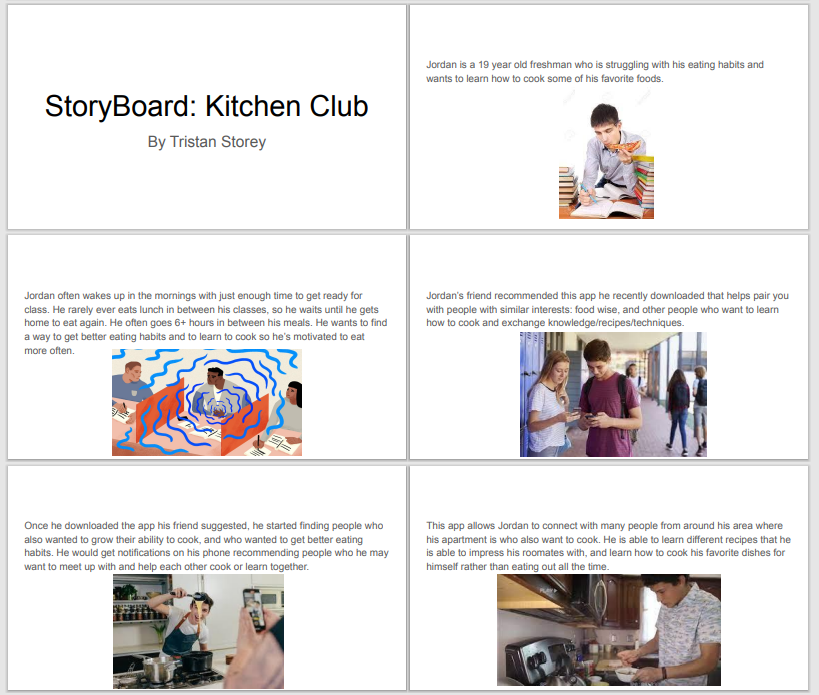 StoryBoard: Kitchen Club
By Tristan Storey
Jordan is a 19 year old freshman who is struggling with his eating habits and
wants to learn how to cook some of his favorite foods.
Jordan often wakes up in the mornings with just enough time to get ready for
class. He rarely ever eats lunch in between his classes, so he waits until he gets
home to eat again. He often goes 6+ hours in between his meals. He wants to find
a way to get better eating habits and to learn to cook so he's motivated to eat
more often.
Jordan's friend recommended this app he recently downloaded that helps pair you
with people with similar interests: food wise, and other people who want to learn
how to cook and exchange knowledge/recipes/techniques.
Once he downloaded the app his friend suggested, he started finding people who
also wanted to grow their ability to cook, and who wanted to get better eating
habits. He would get notifications on his phone recommending people who he may
want to meet up with and help each other cook or learn together.
This app allows Jordan to connect with many people from around his area where
his apartment is who also want to cook. He is able to learn different recipes that he
is able to impress his roomates with, and learn how to cook his favorite dishes for
himself rather than eating out all the time.